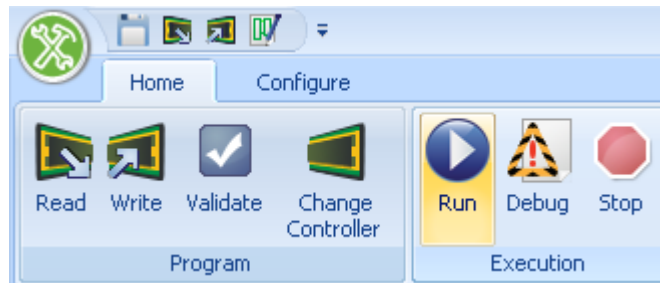 Home Configure
Read Write Validate Change Controller Run Debug Stop
Program Execution